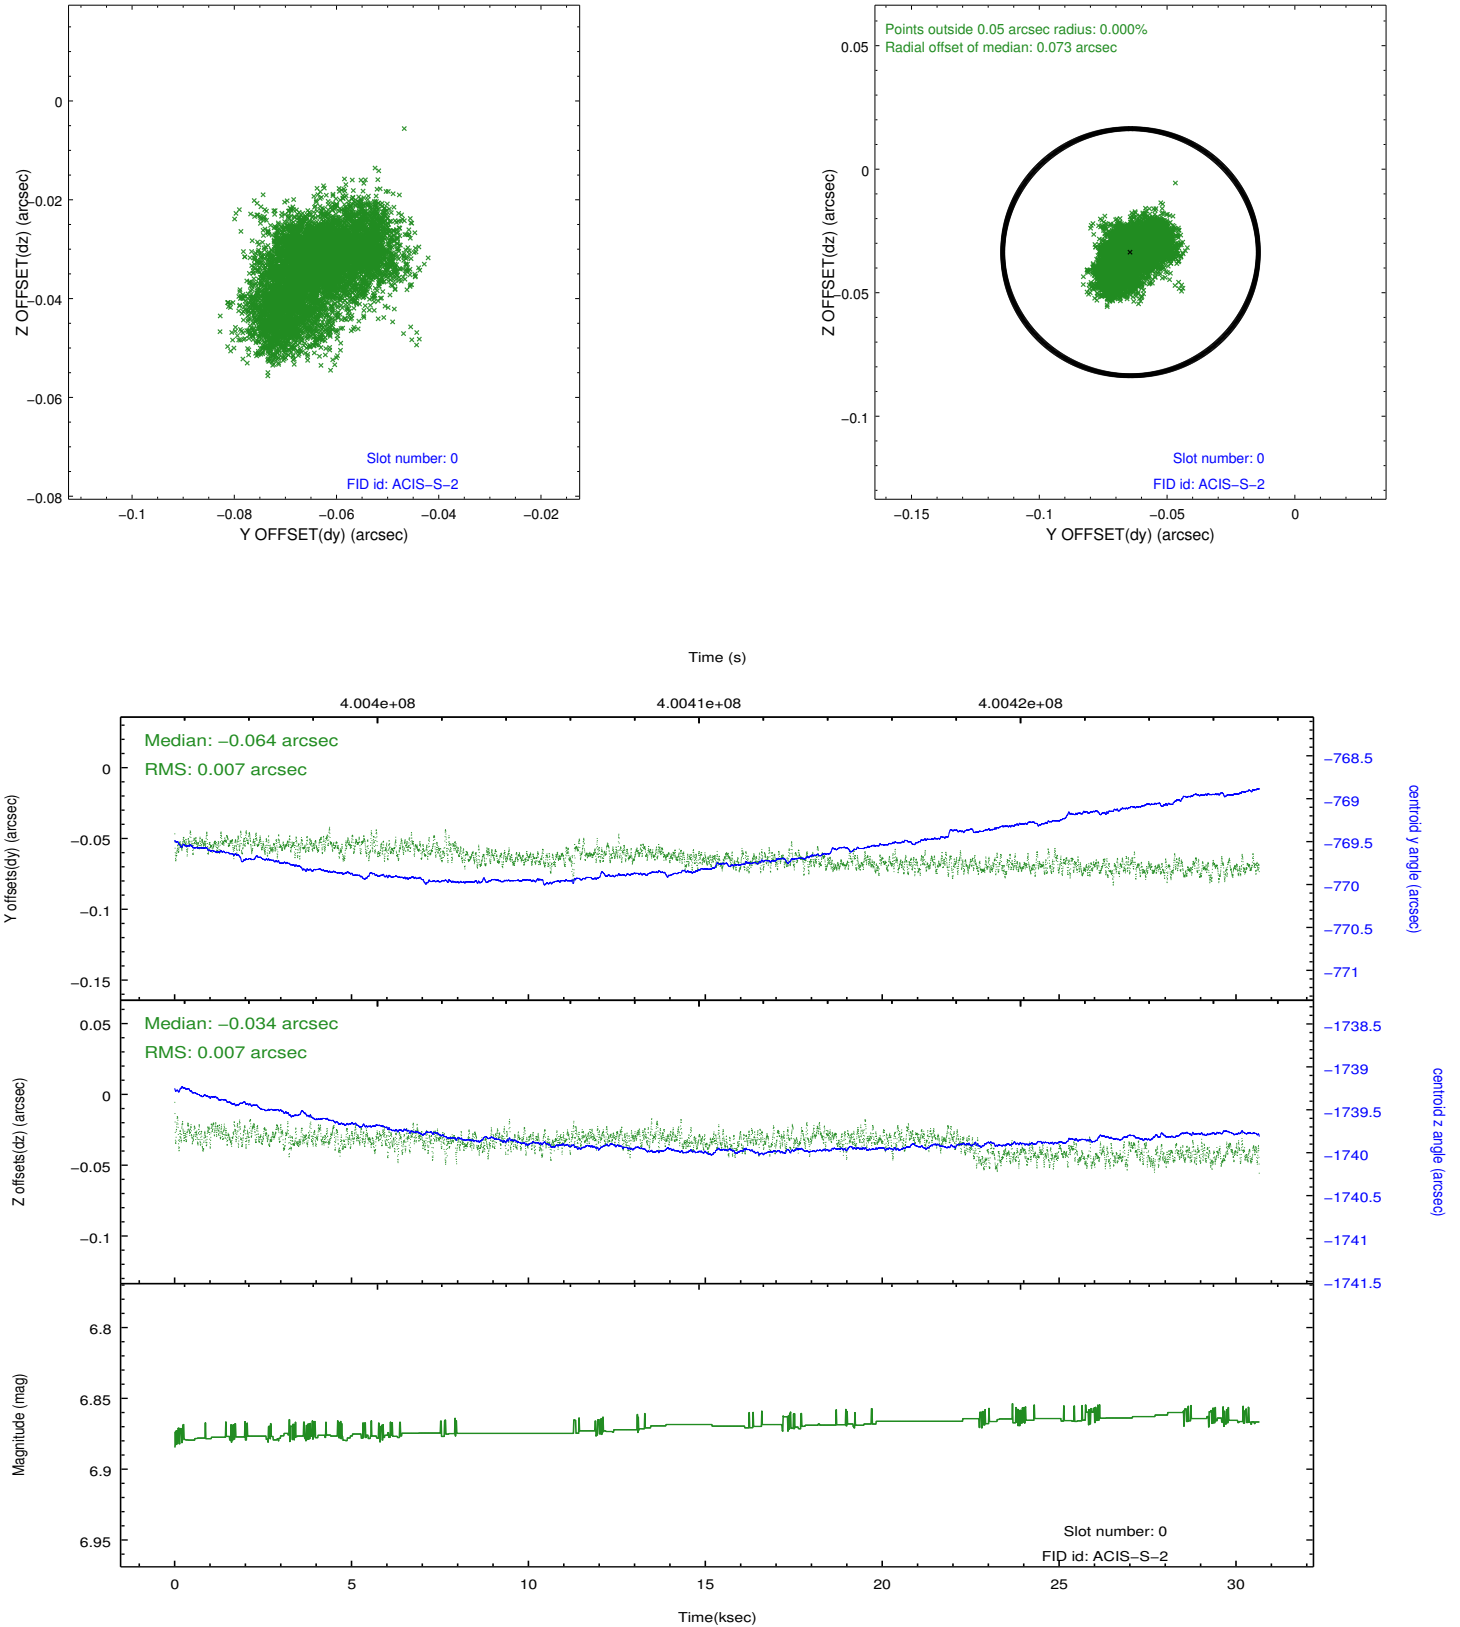 0
−0.02
−0.04
−0.06
−0.08
Z OFFSET(dz) (arcsec)
Slot number: 0
FID id: ACIS−S−2
−0.1
−0.08
−0.06
−0.04
−0.02
Y OFFSET(dy) (arcsec)
Points outside 0.05 arcsec radius: 0.000%
Radial offset of median: 0.073 arcsec
0.05
0
−0.05
−0.1
Z OFFSET(dz) (arcsec)
Slot number: 0
FID id: ACIS−S−2
−0.15
−0.1
−0.05
0
Y OFFSET(dy) (arcsec)
Time (s)
4.004e+08
4.0041e+08
4.0042e+08
Median: −0.064 arcsec
RMS: 0.007 arcsec
0
−0.05
−0.1
−0.15
Y offsets(dy) (arcsec)
−768.5
−769
−769.5
−770
−770.5
−771
centroid y angle (arcsec)
Median: −0.034 arcsec
RMS: 0.007 arcsec
0.05
0
−0.05
−0.1
Z offsets(dz) (arcsec)
−1738.5
−1739
−1739.5
−1740
−1740.5
−1741
−1741.5
centroid z angle (arcsec)
6.8
6.85
6.9
6.95
Magnitude (mag)
Slot number: 0
FID id: ACIS−S−2
0
5
10
15
20
25
30
Time(ksec)